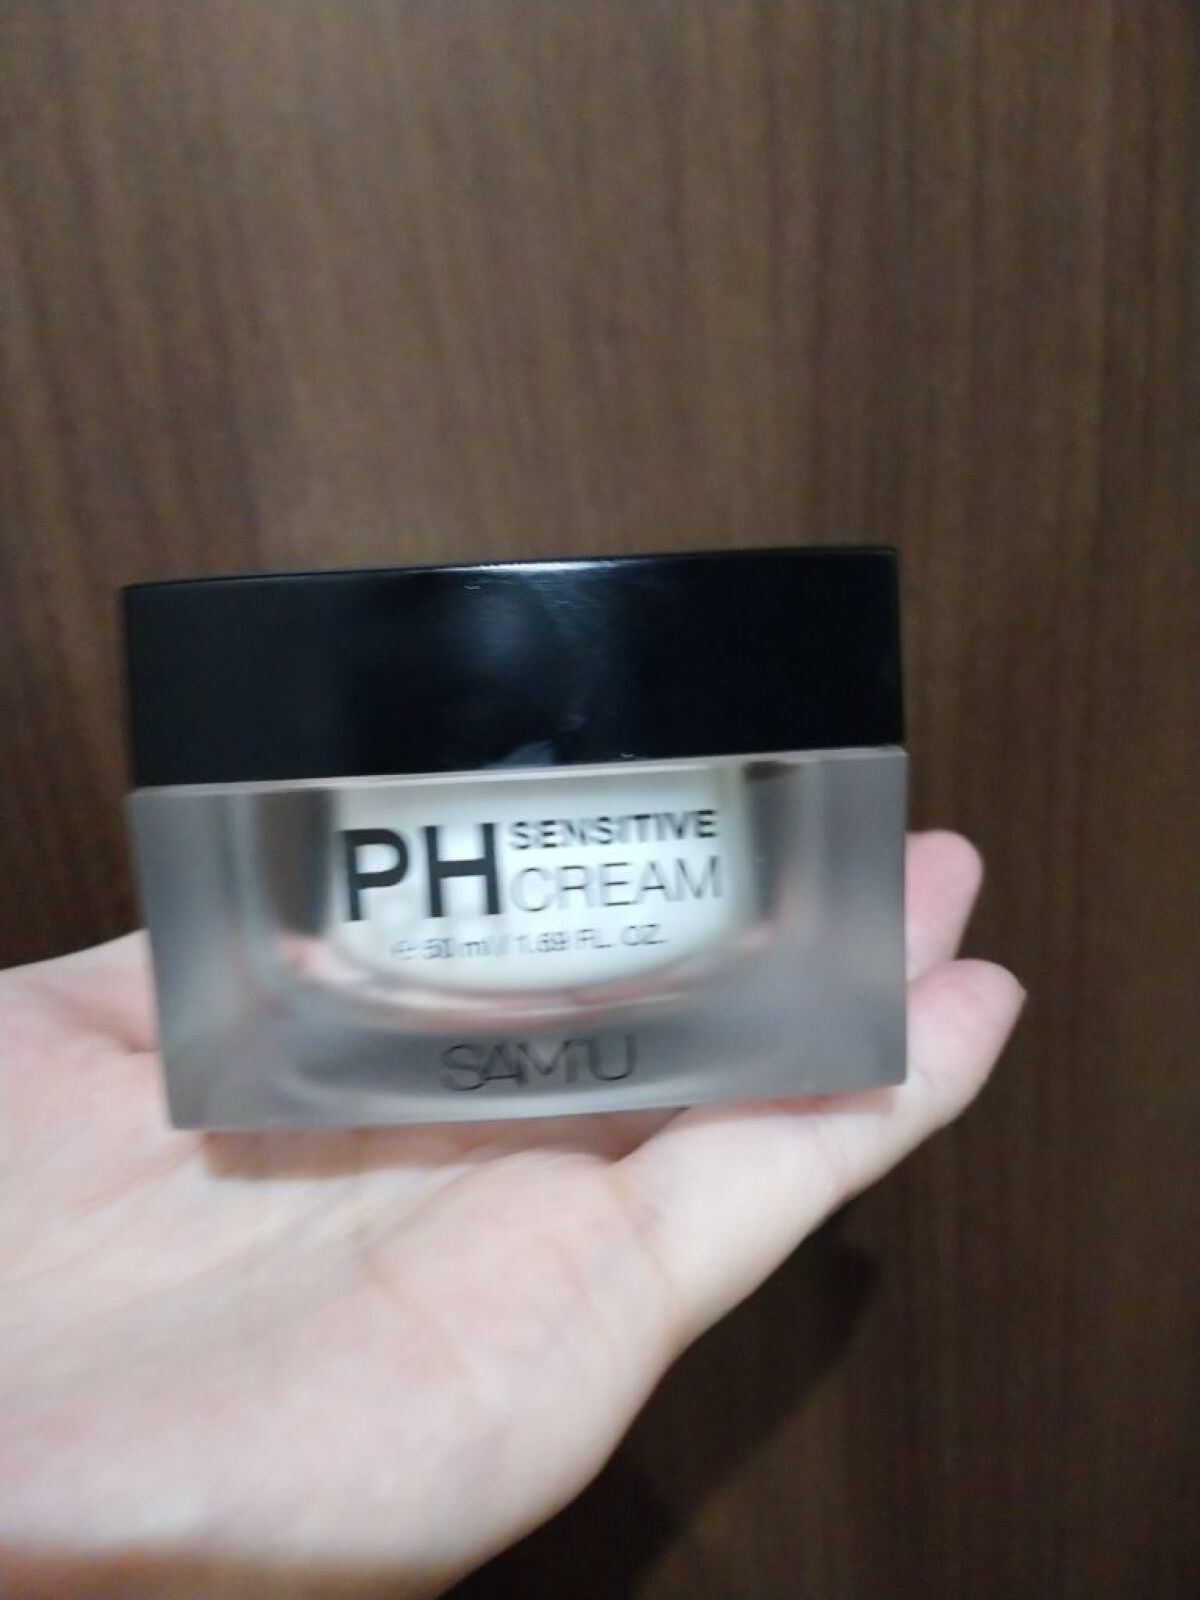 PH SENSITIVE
CREAM
e 50 ml / 1.69 FL. OZ.
SAM'U